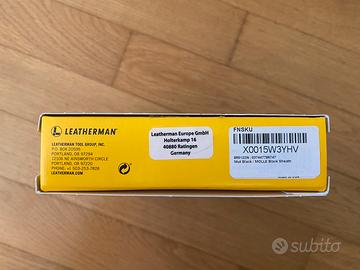 LEATHERMAN
LEATHERMAN TOOL GROUP, INC.
P.O. BOX 20595
PORTLAND, OR 97294
12106 NE AINSWORTH CIRCLE
PORTLAND, OR 97220
phone +1 503-253-7826
LEATHERMAN.COM
Leatherman Europe GmbH
Halterkamp 16
40880 Ratingen
Germany
FNSKU
X0015W3YHV
Mut Black / MOLLE Black Sheath
subito